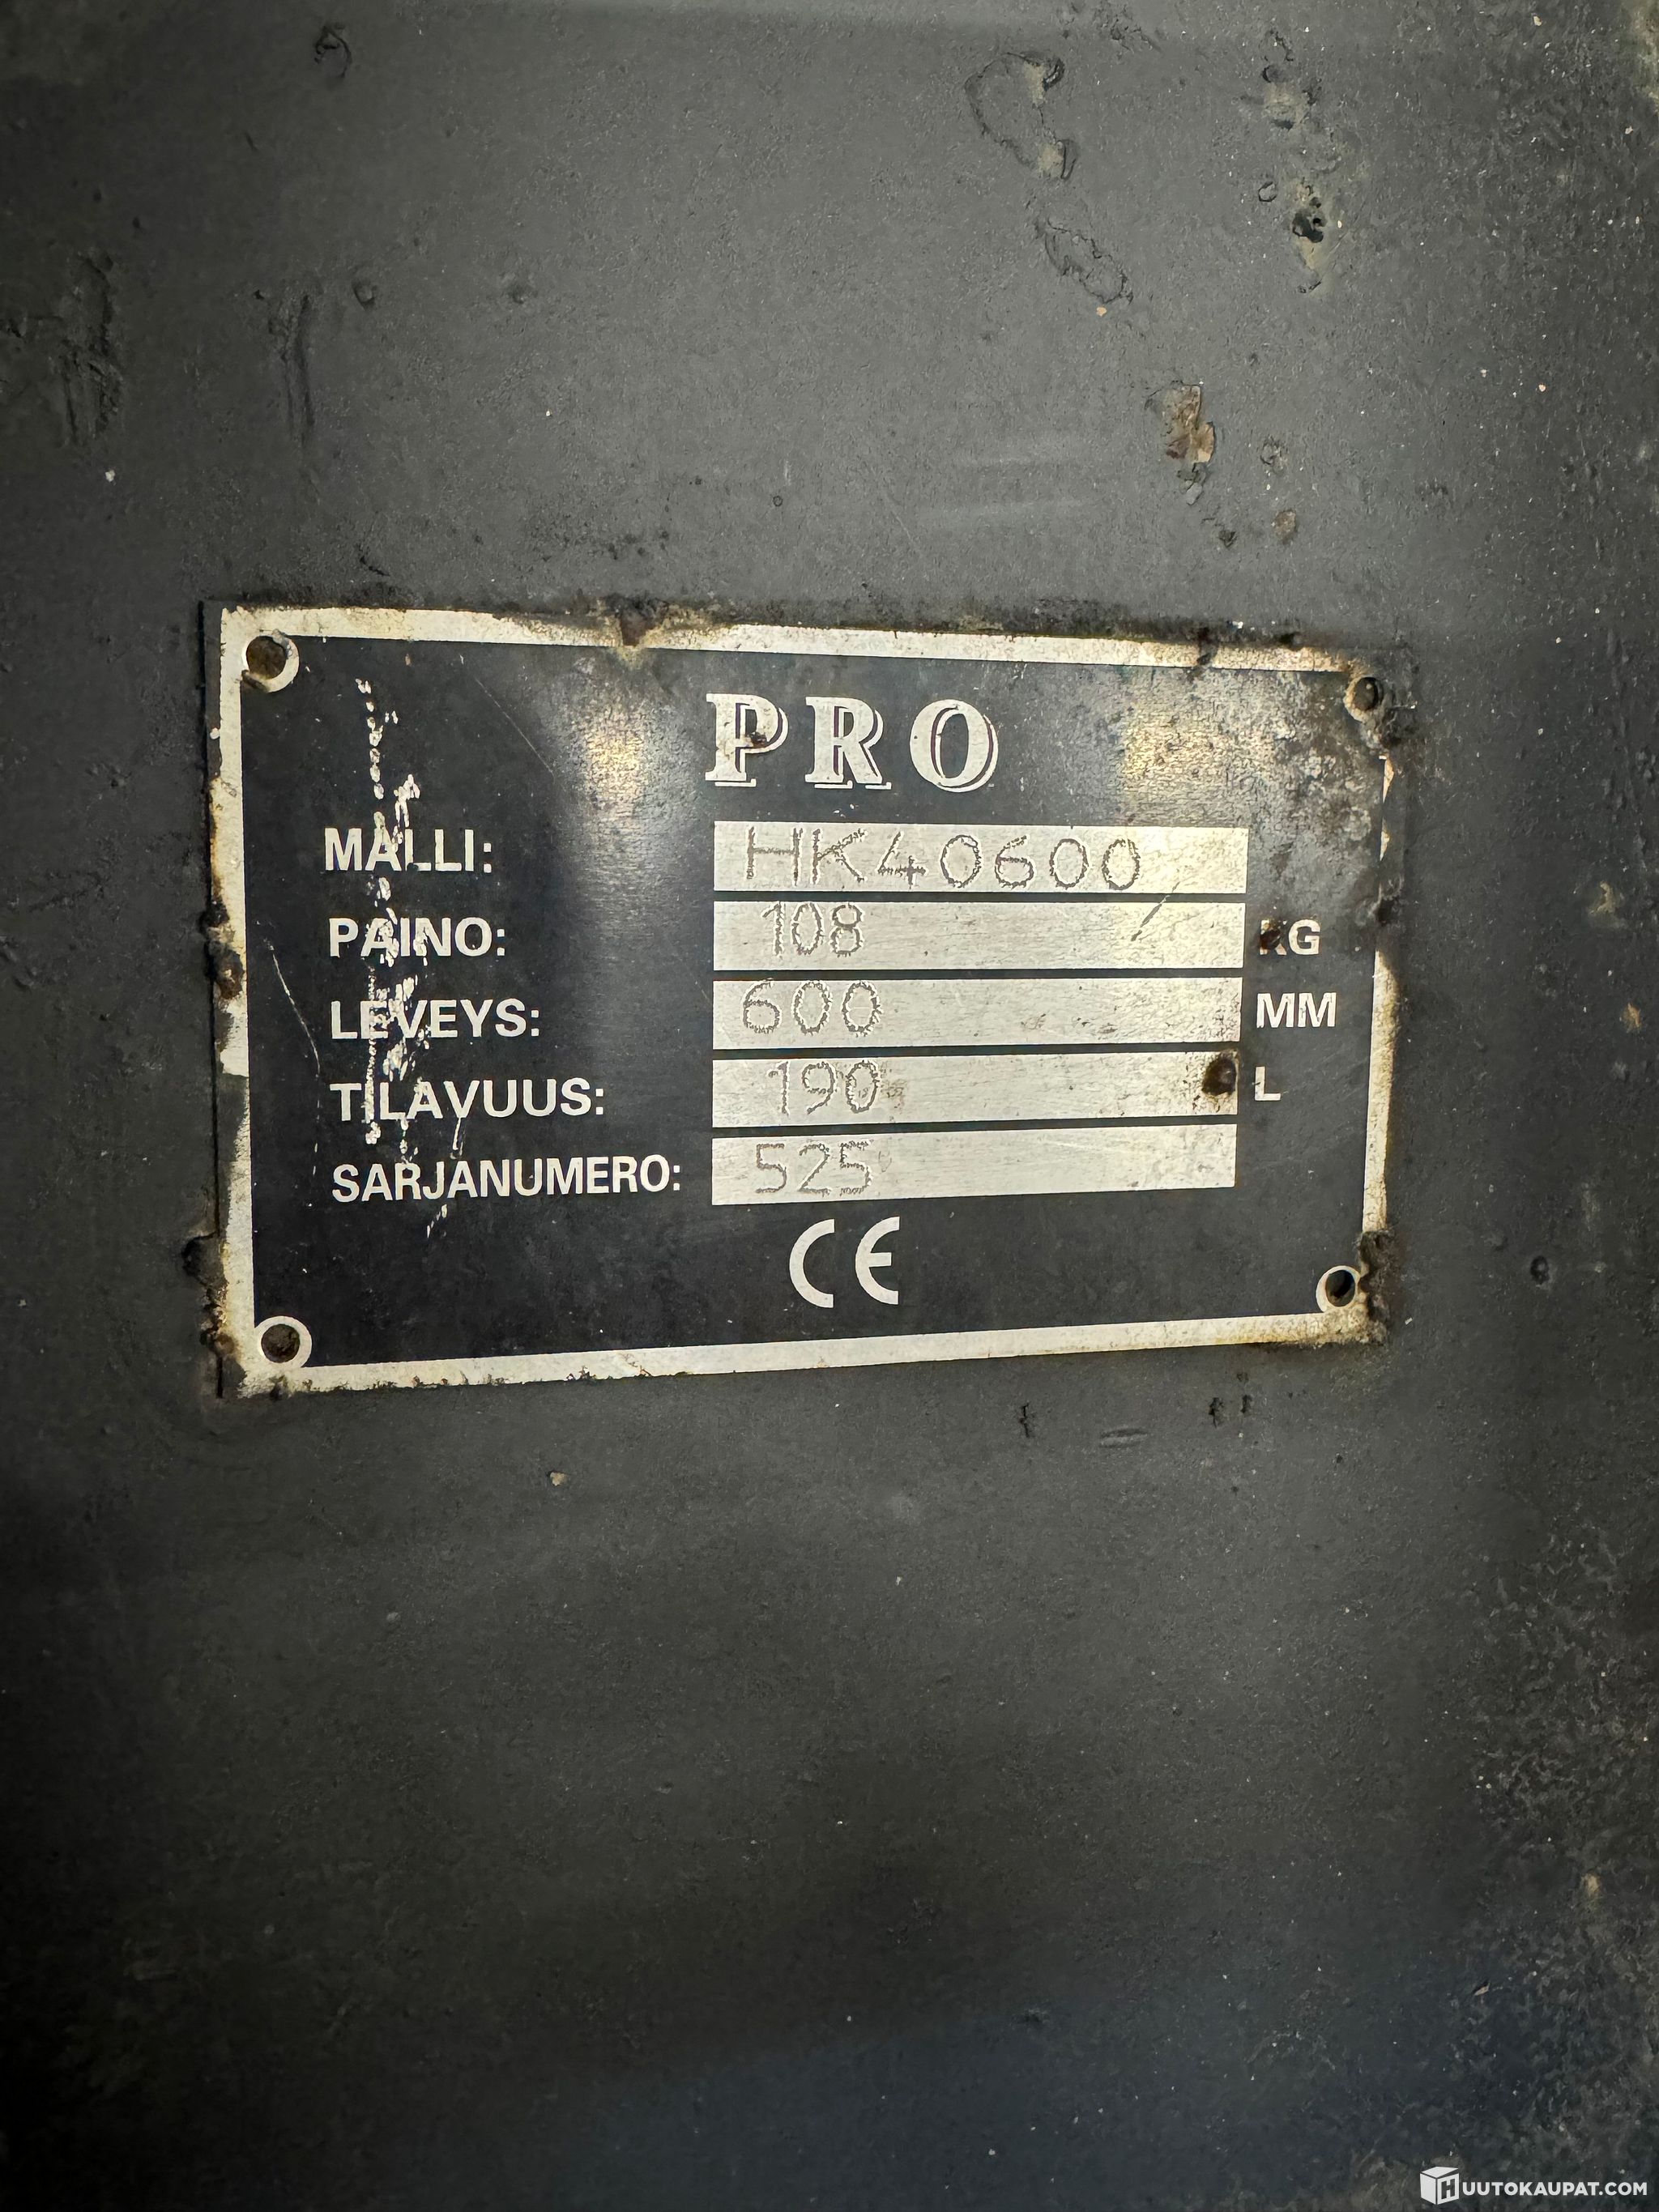 PRO
MALLI: HK40600
PAINO: 108 KG
LEVEYS: 600 MM
TILAVUUS: 190 L
SARJANUMERO: 525
CE
HUUTOKAUPAT.COM